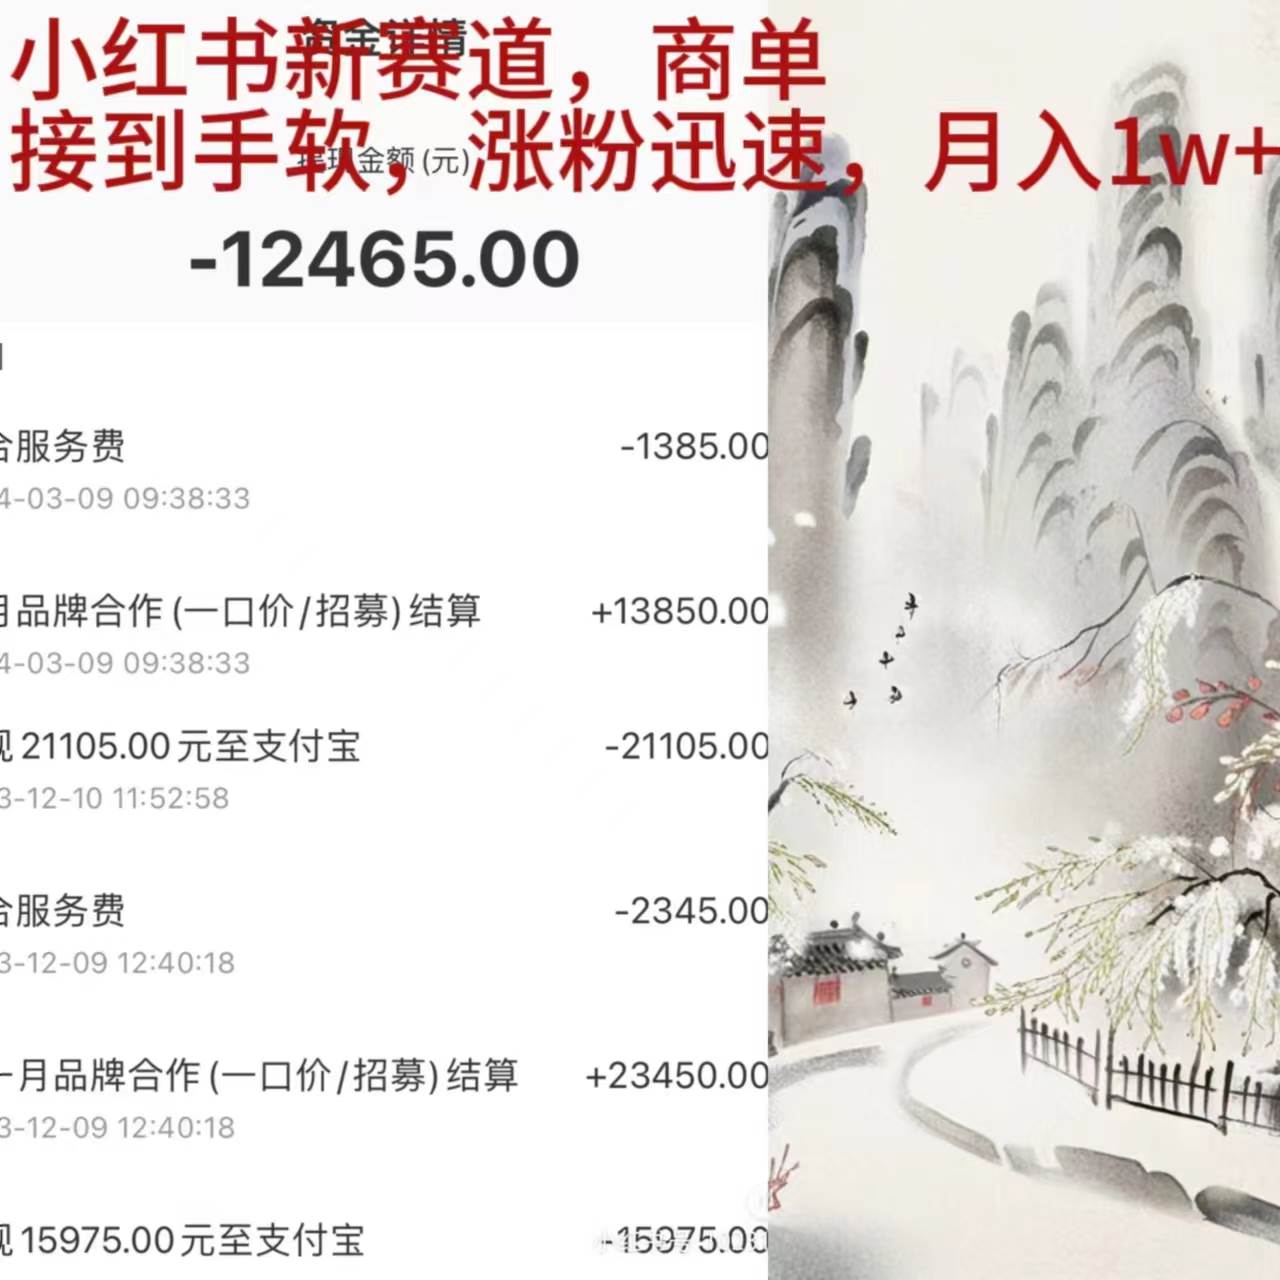 小红书新赛道，商单
接到手软，涨粉迅速，月入1w+
金额(元)
-12465.00
服务费
-1385.00
4-03-09 09:38:33
月品牌合作(一口价/招募)结算
+13850.00
4-03-09 09:38:33
现21105.00元至支付宝
-21105.00
3-12-10 11:52:58
服务费
-2345.00
3-12-09 12:40:18
一月品牌合作(一口价/招募)结算
+23450.00
3-12-09 12:40:18
现15975.00元至支付宝
-15975.00